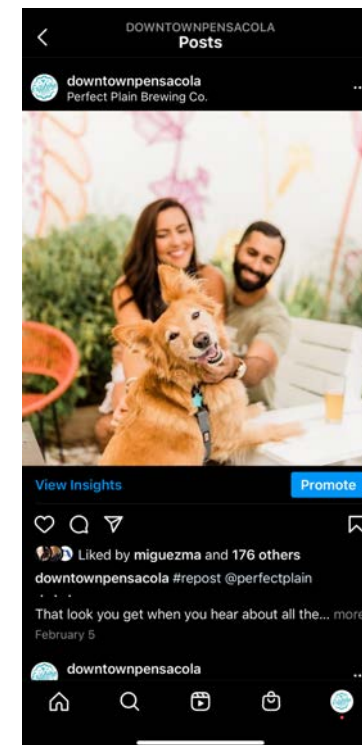 DOWNTOWNPENSACOLA
Posts
downtownpensacola
Perfect Plain Brewing Co.
View Insights
Promote
Liked by miguezma and 176 others
downtownpensacola #repost @perfectplain
. . .
That look you get when you hear about all the... more
February 5
downtownpensacola